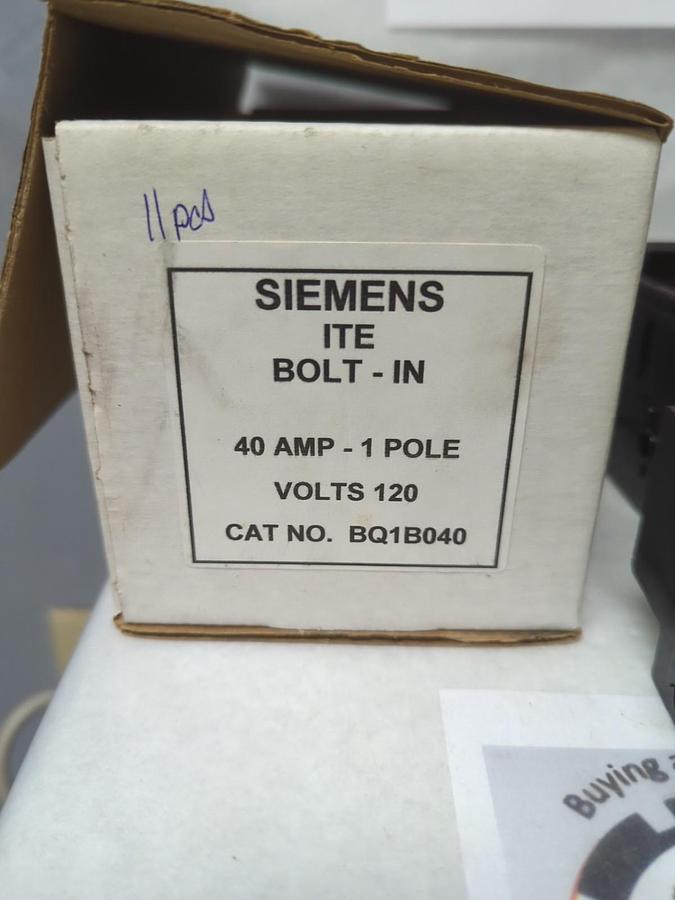 11 pcs
SIEMENS
ITE
BOLT - IN
40 AMP - 1 POLE
VOLTS 120
CAT NO. BQ1B040
Buying